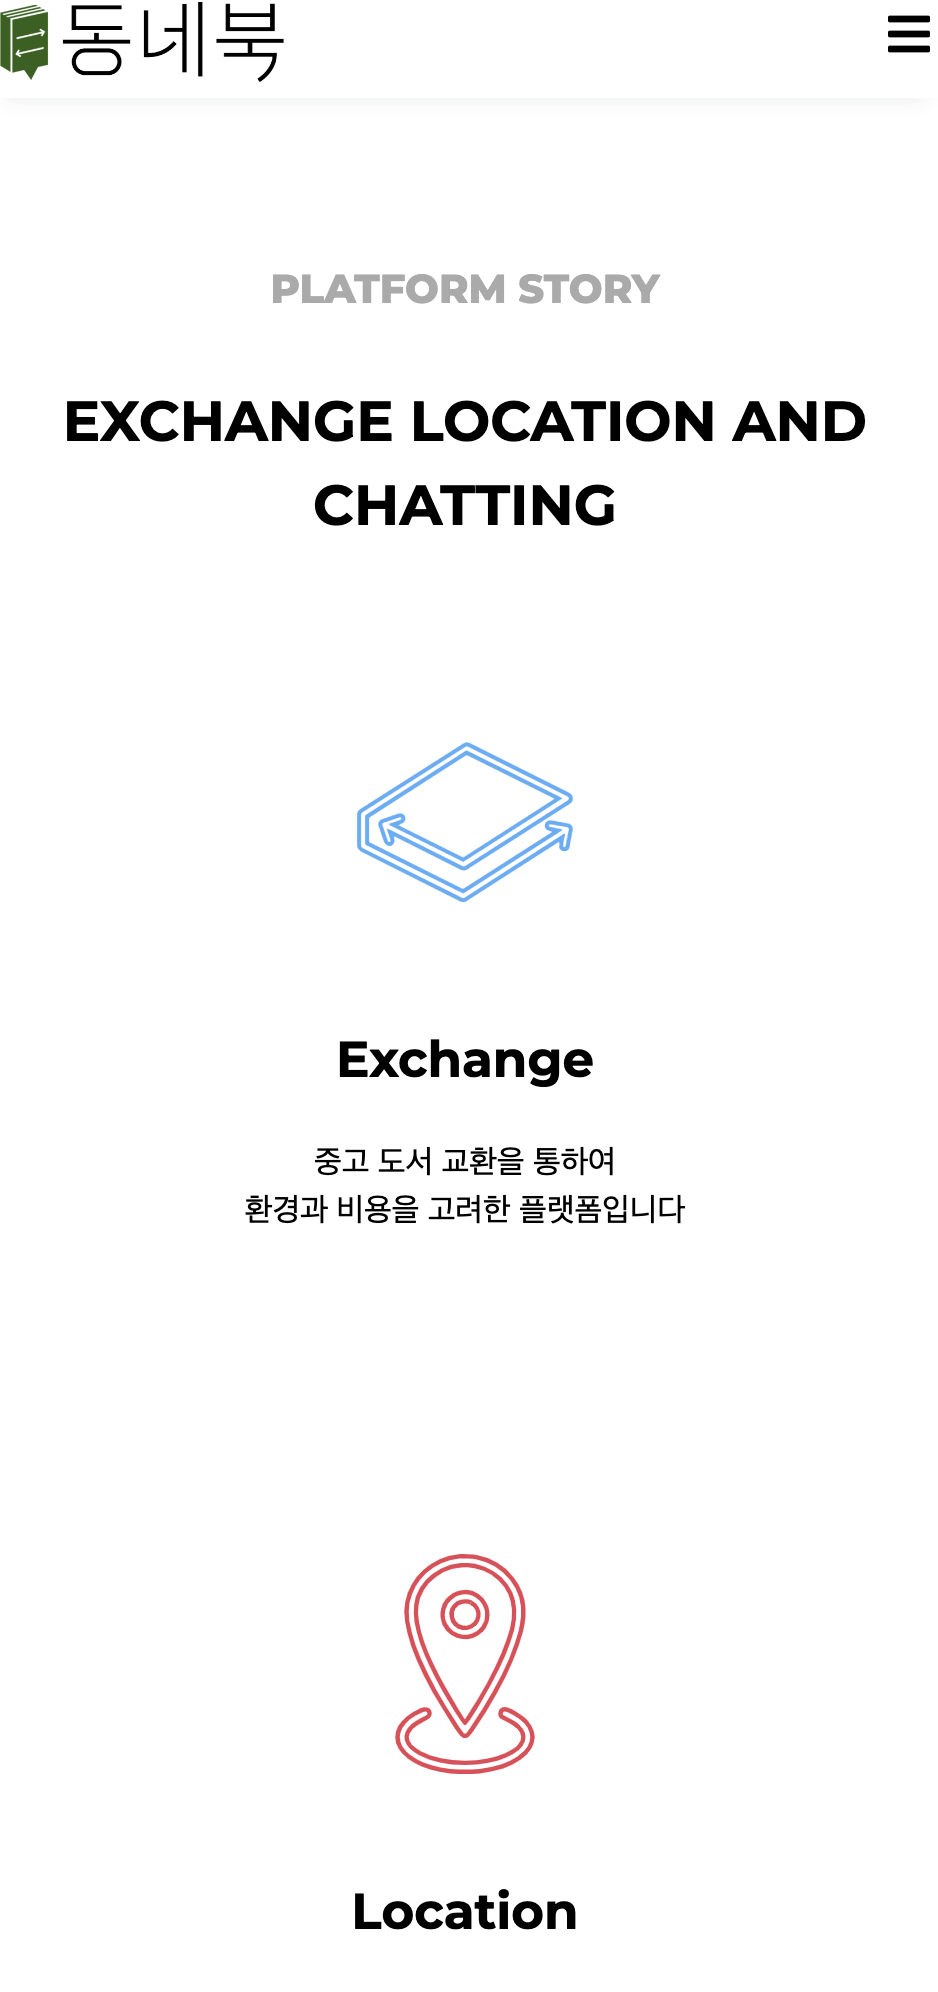 동네북
PLATFORM STORY
EXCHANGE LOCATION AND
CHATTING
Exchange
중고 도서 교환을 통하여
환경과 비용을 고려한 플랫폼입니다
Location